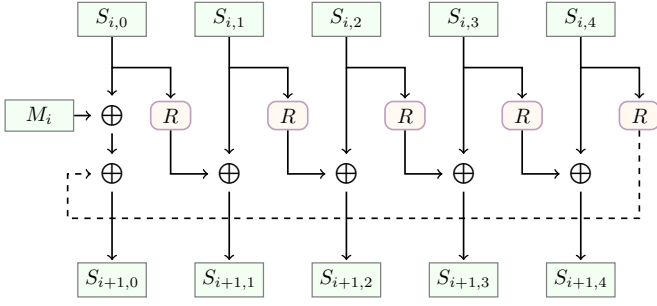 S_{i,0} S_{i,1} S_{i,2} S_{i,3} S_{i,4}
M_i R R R R R
S_{i+1,0} S_{i+1,1} S_{i+1,2} S_{i+1,3} S_{i+1,4}